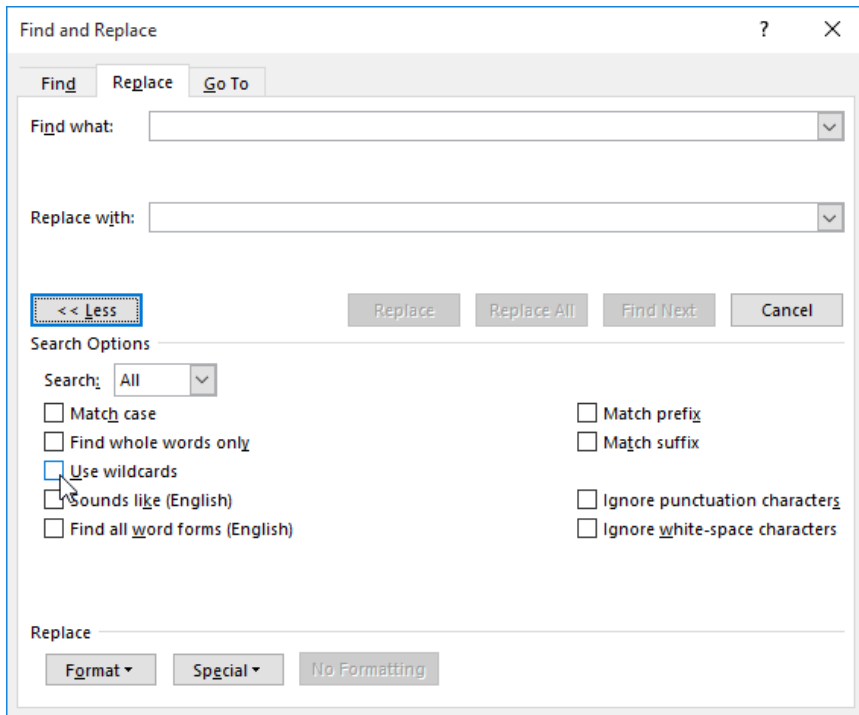 Find and Replace ?
Find Replace Go To
Find what:
Replace with:
<< Less Replace Replace All Find Next Cancel
Search Options
Search: All
Match case Match prefix
Find whole words only Match suffix
Use wildcards
Sounds like (English) Ignore punctuation characters
Find all word forms (English) Ignore white-space characters
Replace
Format Special No Formatting